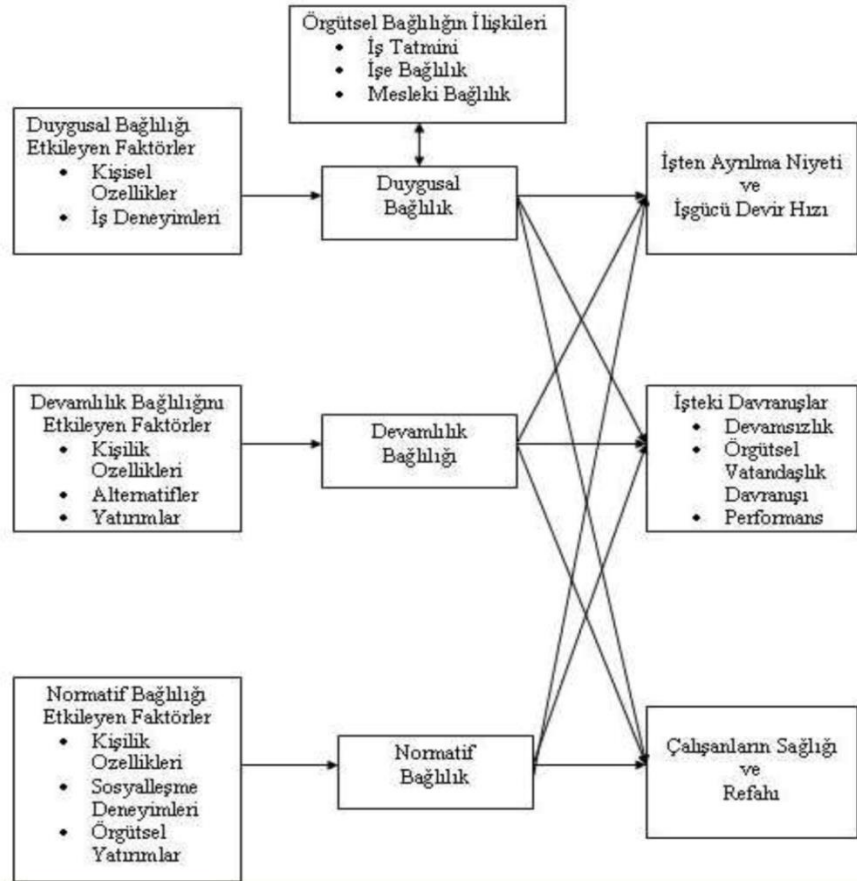 Örgütsel Bağlılığın İlişkileri
• İş Tatmini
• İşe Bağlılık
• Mesleki Bağlılık
Duygusal Bağlılığı
Etkileyen Faktörler
• Kişisel
Ozellikler
• İş Deneyimleri
Duygusal
Bağlılık
İşten Ayrılma Niyeti
ve
İşgücü Devir Hızı
Devamlılık Bağlılığını
Etkileyen Faktörler
• Kişilik
Ozellikleri
• Alternatifler
• Yatırımlar
Devamlılık
Bağlılığı
İşteki Davranışlar
• Devamsızlık
• Örgütsel
Vatandaşlık
Davranışı
• Performans
Normatif Bağlılığı
Etkileyen Faktörler
• Kişilik
Ozellikleri
• Sosyalleşme
Deneyimleri
• Örgütsel
Yatırımlar
Normatif
Bağlılık
Çalışanların Sağlığı
ve
Refahı